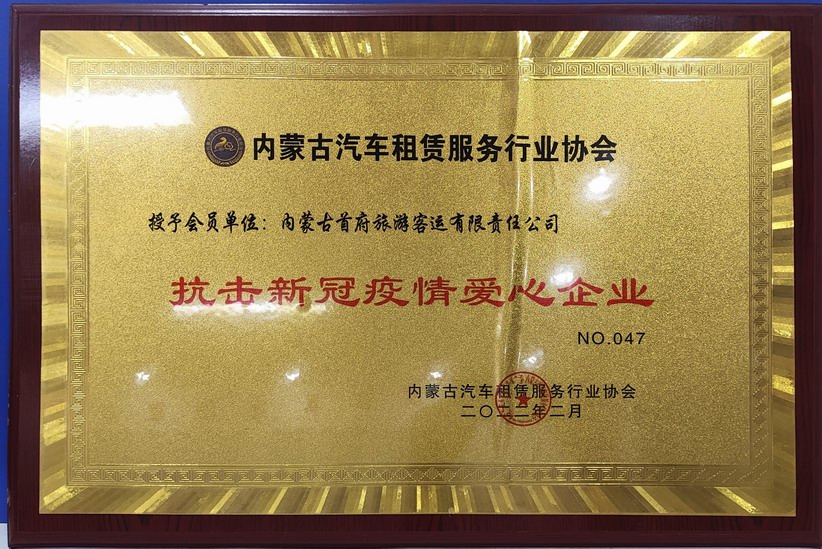 内蒙古汽车租赁服务行业协会
授予会员单位：内蒙古首府旅游客运有限责任公司
抗击新冠疫情爱心企业
NO.047
内蒙古汽车租赁服务行业协会
二〇二二年二月